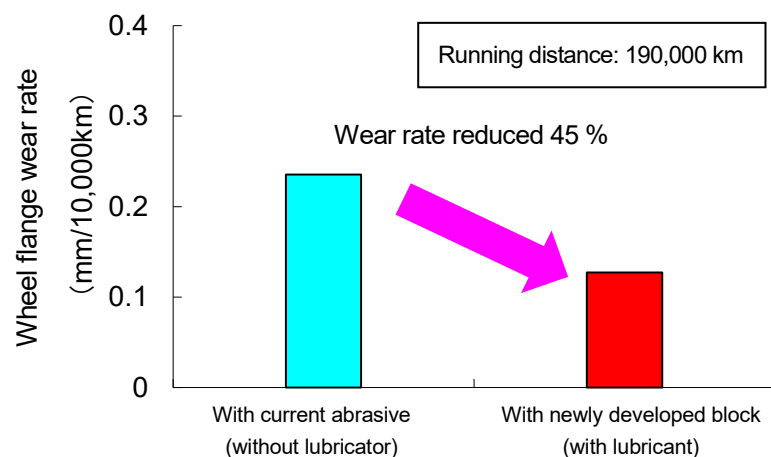 Wheel flange wear rate
（mm/10,000km）
0.4
0.3
0.2
0.1
0
Running distance: 190,000 km
Wear rate reduced 45 %
With current abrasive
(without lubricator)
With newly developed block
(with lubricant)